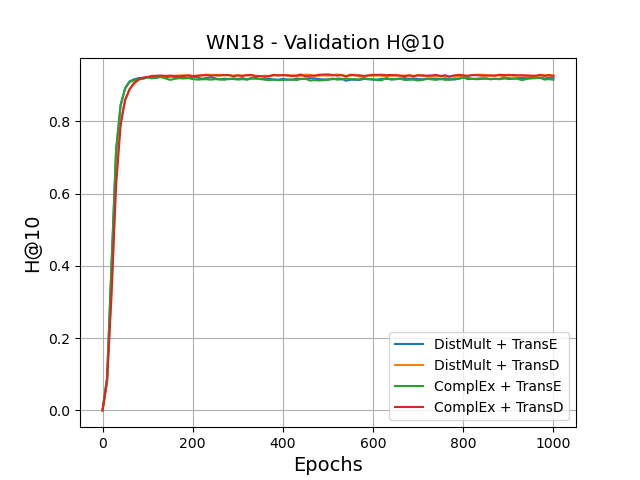 WN18 - Validation H@10
H@10
0.8
0.6
0.4
0.2
0.0
0 200 400 600 800 1000
Epochs
DistMult + TransE
DistMult + TransD
ComplEx + TransE
ComplEx + TransD